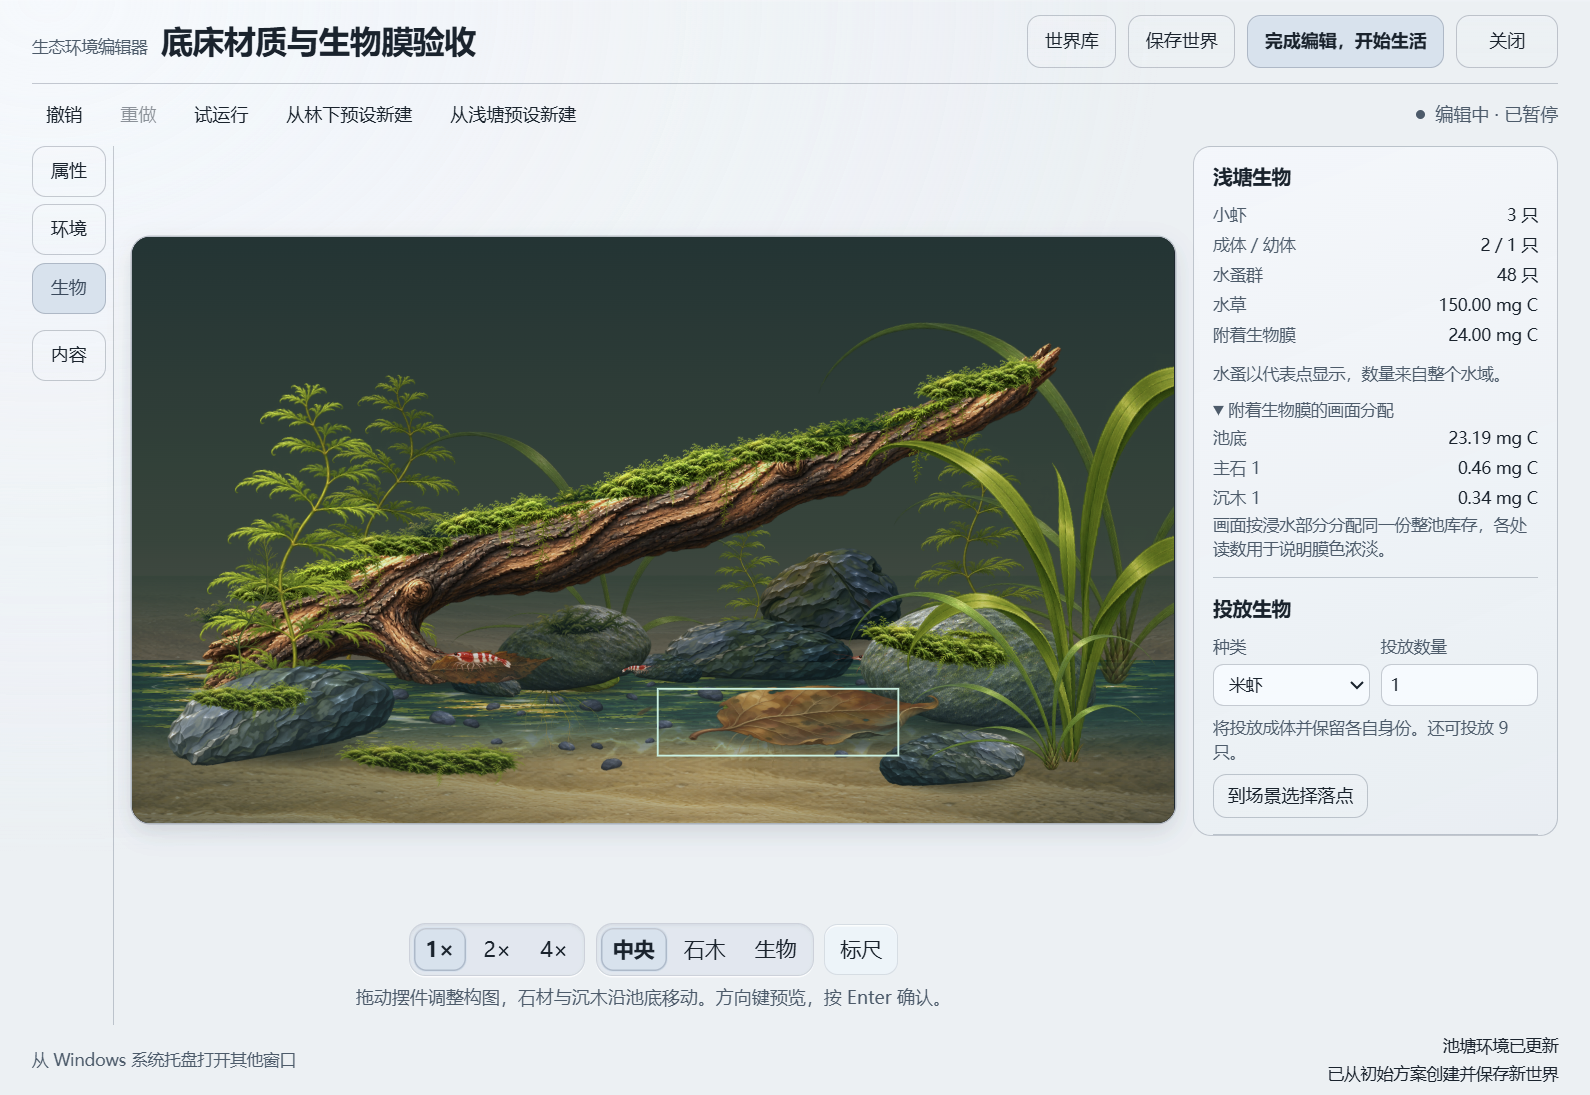 生态环境编辑器 底床材质与生物膜验收
世界库 保存世界 完成编辑，开始生活 关闭
撤销 重做 试运行 从林下预设新建 从浅塘预设新建
编辑中 · 已暂停
属性
环境
生物
内容
浅塘生物
小虾 3 只
成体 / 幼体 2 / 1 只
水蚤群 48 只
水草 150.00 mg C
附着生物膜 24.00 mg C
水蚤以代表点显示，数量来自整个水域。
▼ 附着生物膜的画面分配
池底 23.19 mg C
主石 1 0.46 mg C
沉木 1 0.34 mg C
画面按浸水部分分配同一份整池库存，各处
读数用于说明膜色浓淡。
投放生物
种类 投放数量
米虾 1
将投放成体并保留各自身份。还可投放 9
只。
到场景选择落点
1× 2× 4× 中央 石木 生物 标尺
拖动摆件调整构图，石材与沉木沿池底移动。方向键预览，按 Enter 确认。
从 Windows 系统托盘打开其他窗口
池塘环境已更新
已从初始方案创建并保存新世界